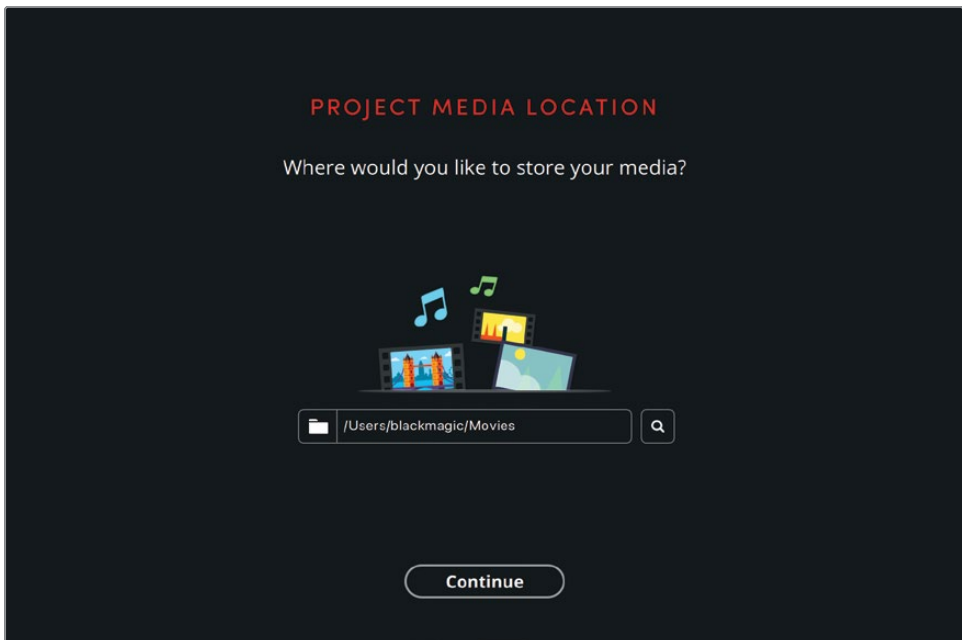 PROJECT MEDIA LOCATION
Where would you like to store your media?
/Users/blackmagic/Movies
Continue